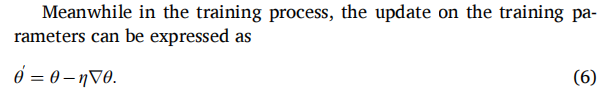 Meanwhile in the training process, the update on the training pa-
rameters can be expressed as
θ′ = θ − η∇θ. (6)